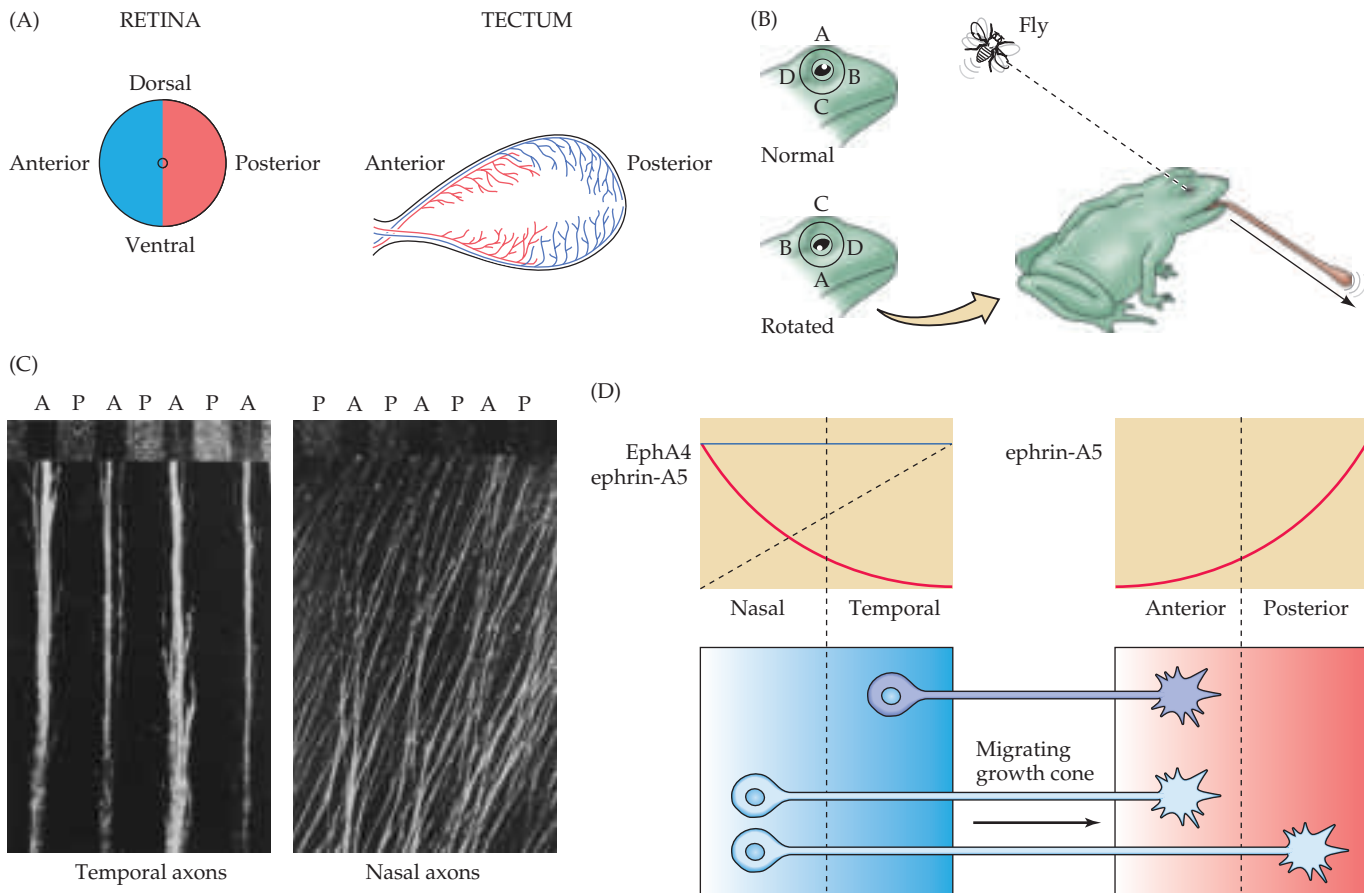 (A)
RETINA
TECTUM
Dorsal
Anterior
Posterior
Ventral
Anterior
Posterior
(B)
A
D
B
C
Normal
C
B
D
A
Rotated
Fly
(C)
A P A P A P A
P A P A P A P
Temporal axons
Nasal axons
(D)
EphA4
ephrin-A5
ephrin-A5
Nasal
Temporal
Anterior
Posterior
Migrating
growth cone